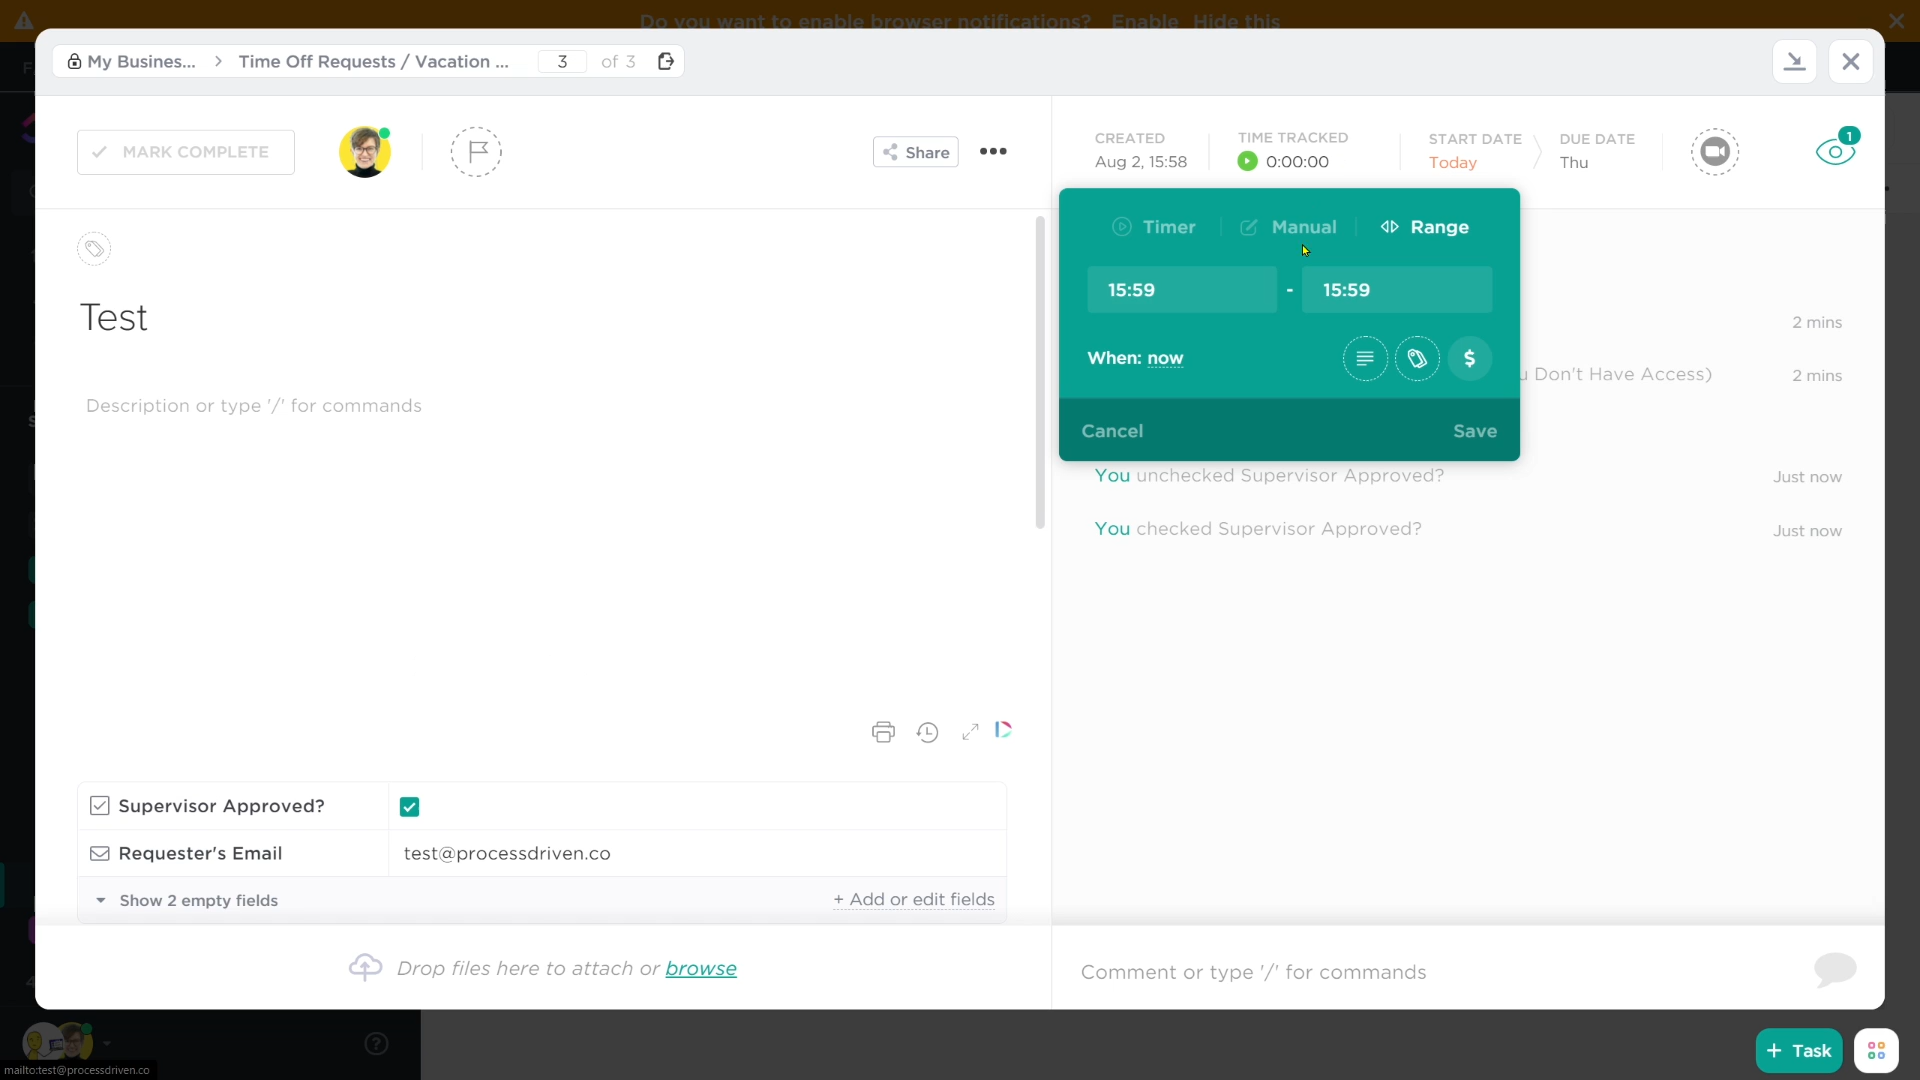 Do you want to enable browser notifications? Enable Hide this
My Busines... > Time Off Requests / Vacation ... 3 of 3
MARK COMPLETE
Share
CREATED
Aug 2, 15:58
TIME TRACKED
0:00:00
START DATE
Today
DUE DATE
Thu
1
Timer
Manual
Range
15:59 - 15:59
When: now
$
Cancel
Save
2 mins
u Don't Have Access)
2 mins
You unchecked Supervisor Approved?
Just now
You checked Supervisor Approved?
Just now
Test
Description or type '/' for commands
Supervisor Approved?
Requester's Email
test@processdriven.co
Show 2 empty fields
+ Add or edit fields
Drop files here to attach or browse
Comment or type '/' for commands
+ Task
mailto:test@processdriven.co